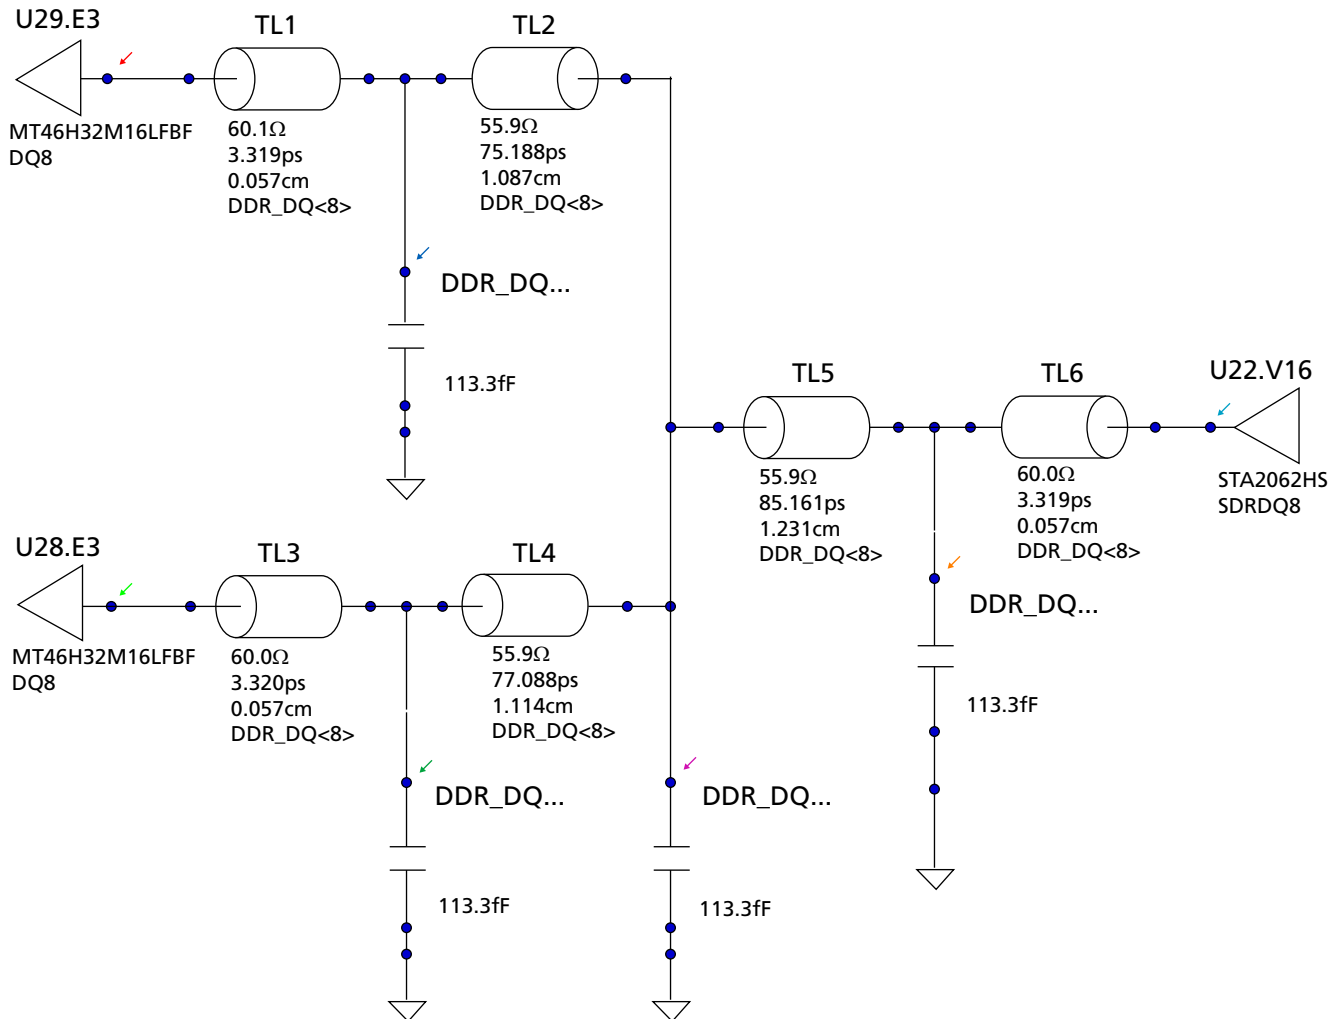 U29.E3
TL1
TL2
MT46H32M16LFBF
DQ8
60.1Ω
3.319ps
0.057cm
DDR_DQ<8>
55.9Ω
75.188ps
1.087cm
DDR_DQ<8>
DDR_DQ...
113.3fF
TL5
TL6
U22.V16
55.9Ω
85.161ps
1.231cm
DDR_DQ<8>
60.0Ω
3.319ps
0.057cm
DDR_DQ<8>
STA2062HS
SDRDQ8
U28.E3
TL3
TL4
MT46H32M16LFBF
DQ8
60.0Ω
3.320ps
0.057cm
DDR_DQ<8>
55.9Ω
77.088ps
1.114cm
DDR_DQ<8>
DDR_DQ...
113.3fF
DDR_DQ...
DDR_DQ...
113.3fF
113.3fF